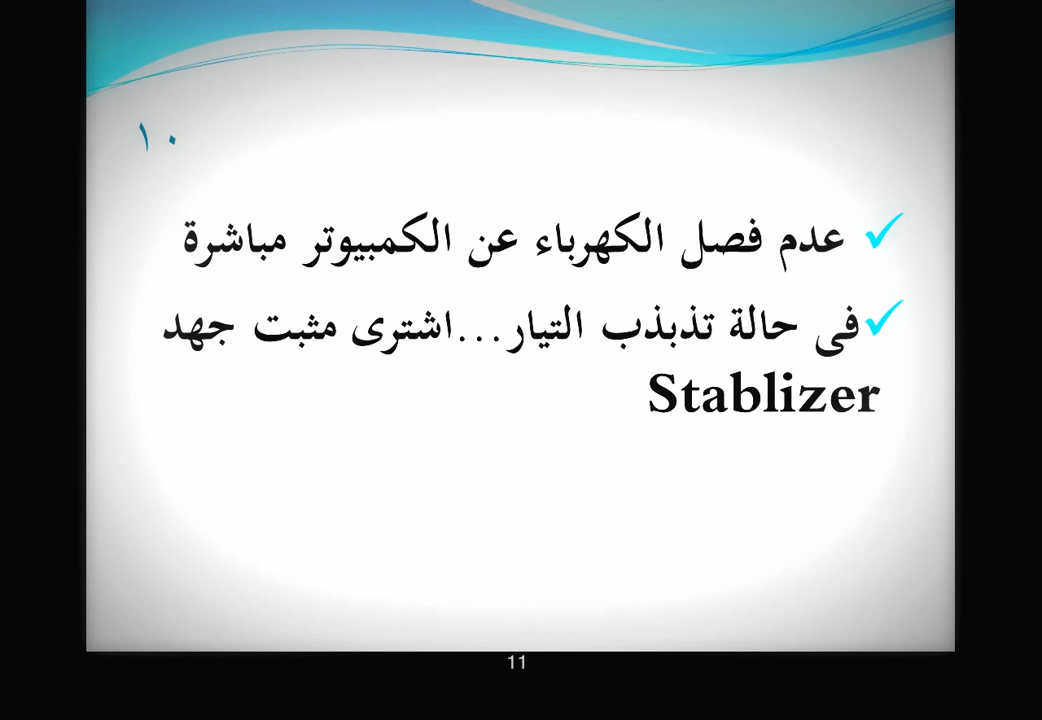 ١٠
عدم فصل الكهرباء عن الكمبيوتر مباشرة
فى حالة تذبذب التيار...اشترى مثبت جهد
Stablizer
11